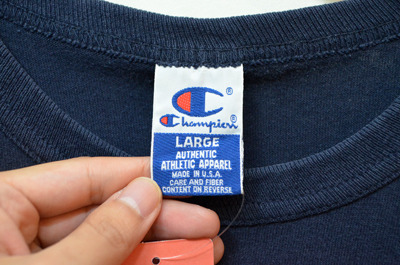 C®
Champion®
LARGE
AUTHENTIC
ATHLETIC APPAREL
MADE IN U.S.A.
CARE AND FIBER
CONTENT ON REVERSE